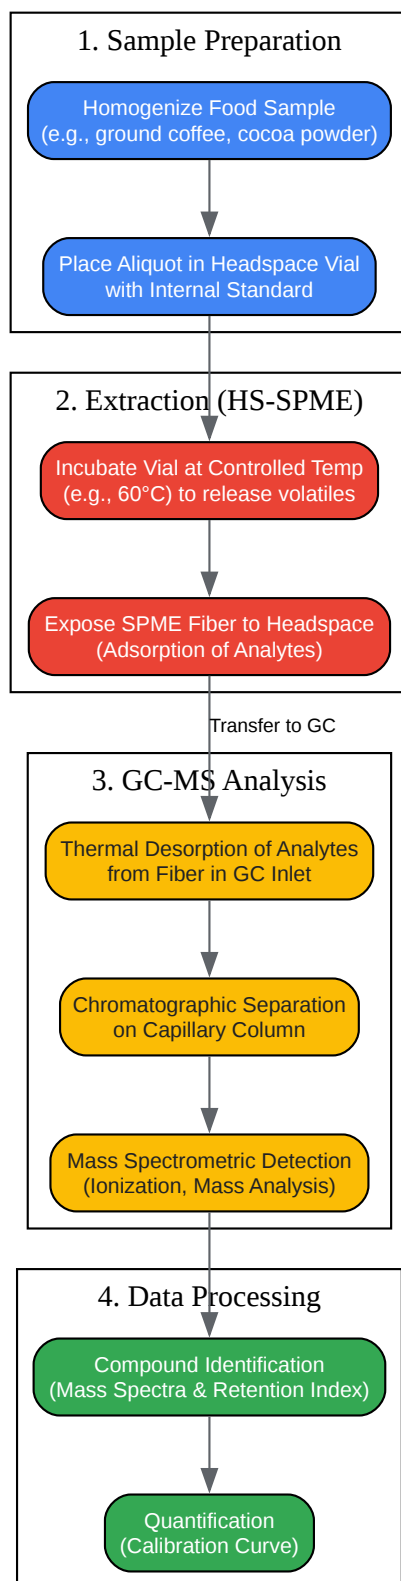 1. Sample Preparation
Homogenize Food Sample
(e.g., ground coffee, cocoa powder)
Place Aliquot in Headspace Vial
with Internal Standard
2. Extraction (HS-SPME)
Incubate Vial at Controlled Temp
(e.g., 60°C) to release volatiles
Expose SPME Fiber to Headspace
(Adsorption of Analytes)
Transfer to GC
3. GC-MS Analysis
Thermal Desorption of Analytes
from Fiber in GC Inlet
Chromatographic Separation
on Capillary Column
Mass Spectrometric Detection
(Ionization, Mass Analysis)
4. Data Processing
Compound Identification
(Mass Spectra & Retention Index)
Quantification
(Calibration Curve)